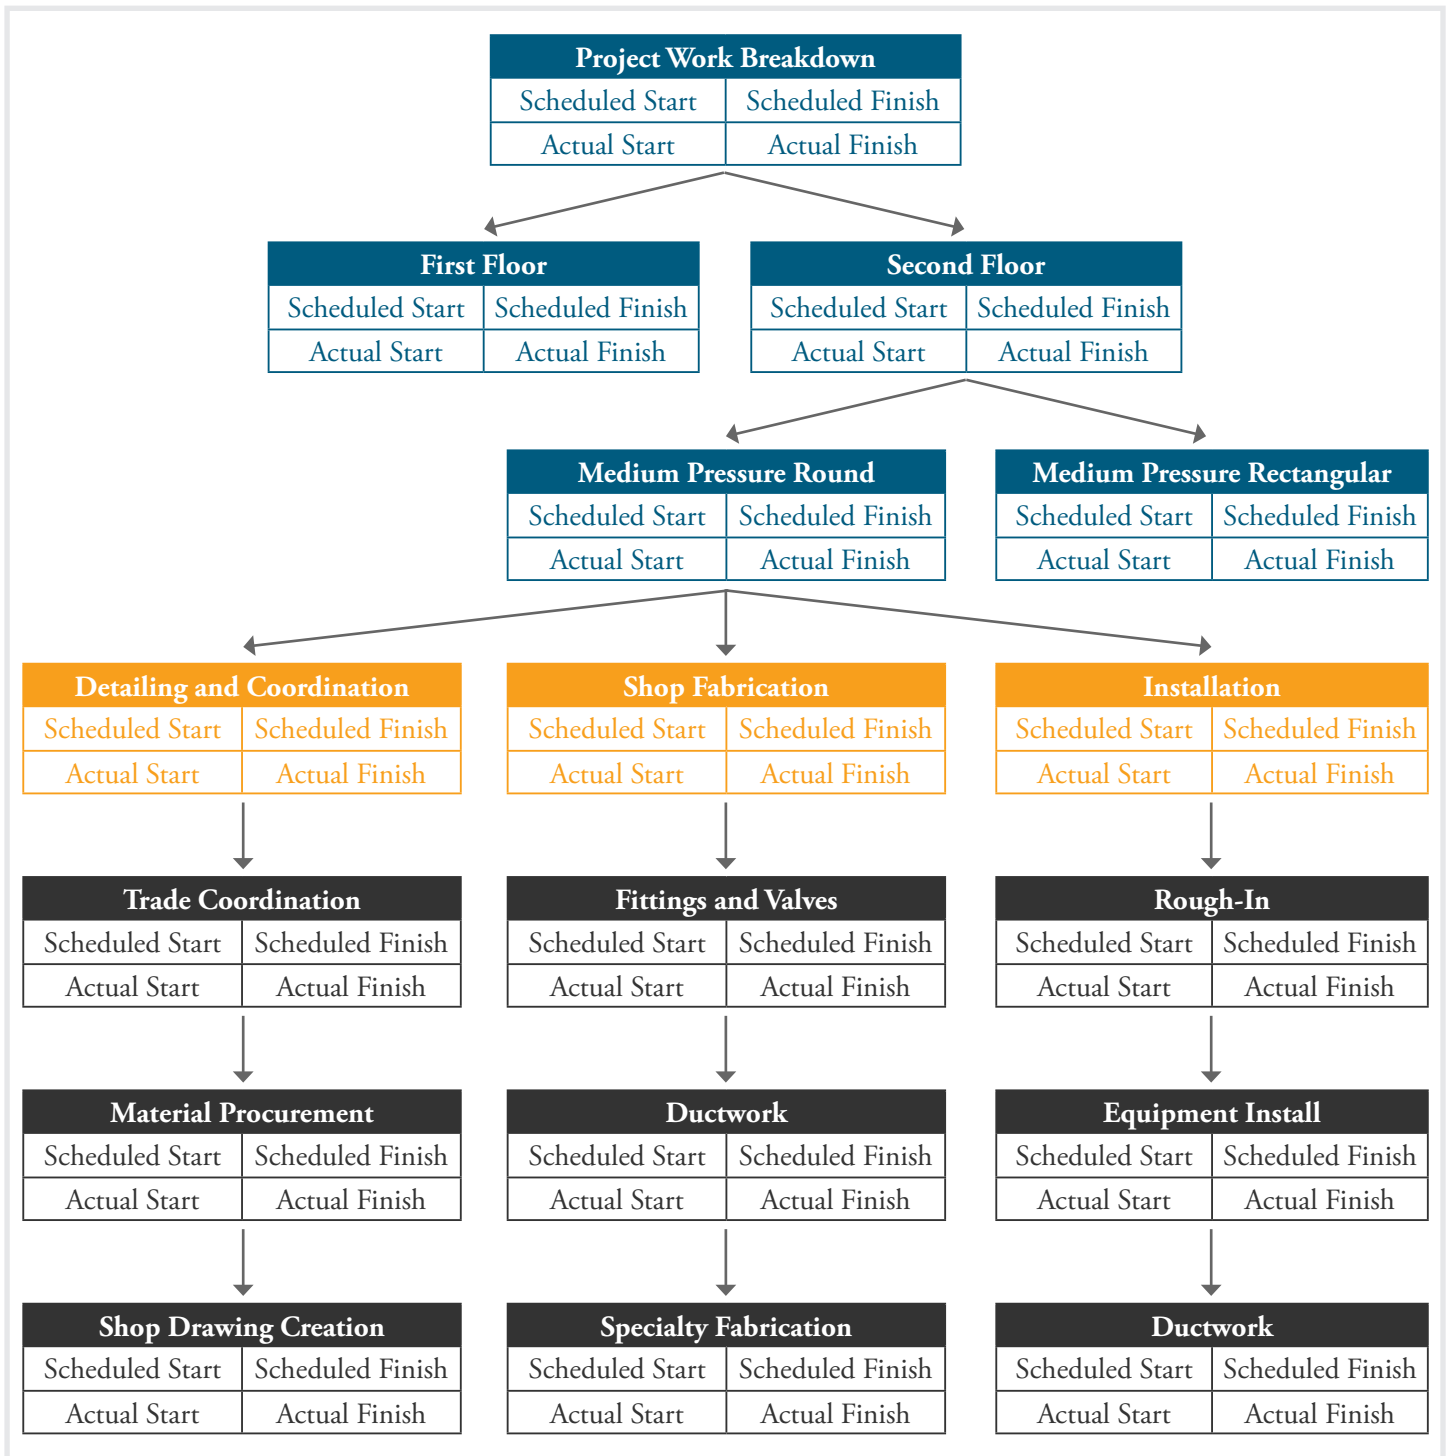 Project Work Breakdown
Scheduled Start Scheduled Finish
Actual Start Actual Finish
First Floor Second Floor
Scheduled Start Scheduled Finish Scheduled Start Scheduled Finish
Actual Start Actual Finish Actual Start Actual Finish
Medium Pressure Round Medium Pressure Rectangular
Scheduled Start Scheduled Finish Scheduled Start Scheduled Finish
Actual Start Actual Finish Actual Start Actual Finish
Detailing and Coordination Shop Fabrication Installation
Scheduled Start Scheduled Finish Scheduled Start Scheduled Finish Scheduled Start Scheduled Finish
Actual Start Actual Finish Actual Start Actual Finish Actual Start Actual Finish
Trade Coordination Fittings and Valves Rough-In
Scheduled Start Scheduled Finish Scheduled Start Scheduled Finish Scheduled Start Scheduled Finish
Actual Start Actual Finish Actual Start Actual Finish Actual Start Actual Finish
Material Procurement Ductwork Equipment Install
Scheduled Start Scheduled Finish Scheduled Start Scheduled Finish Scheduled Start Scheduled Finish
Actual Start Actual Finish Actual Start Actual Finish Actual Start Actual Finish
Shop Drawing Creation Specialty Fabrication Ductwork
Scheduled Start Scheduled Finish Scheduled Start Scheduled Finish Scheduled Start Scheduled Finish
Actual Start Actual Finish Actual Start Actual Finish Actual Start Actual Finish